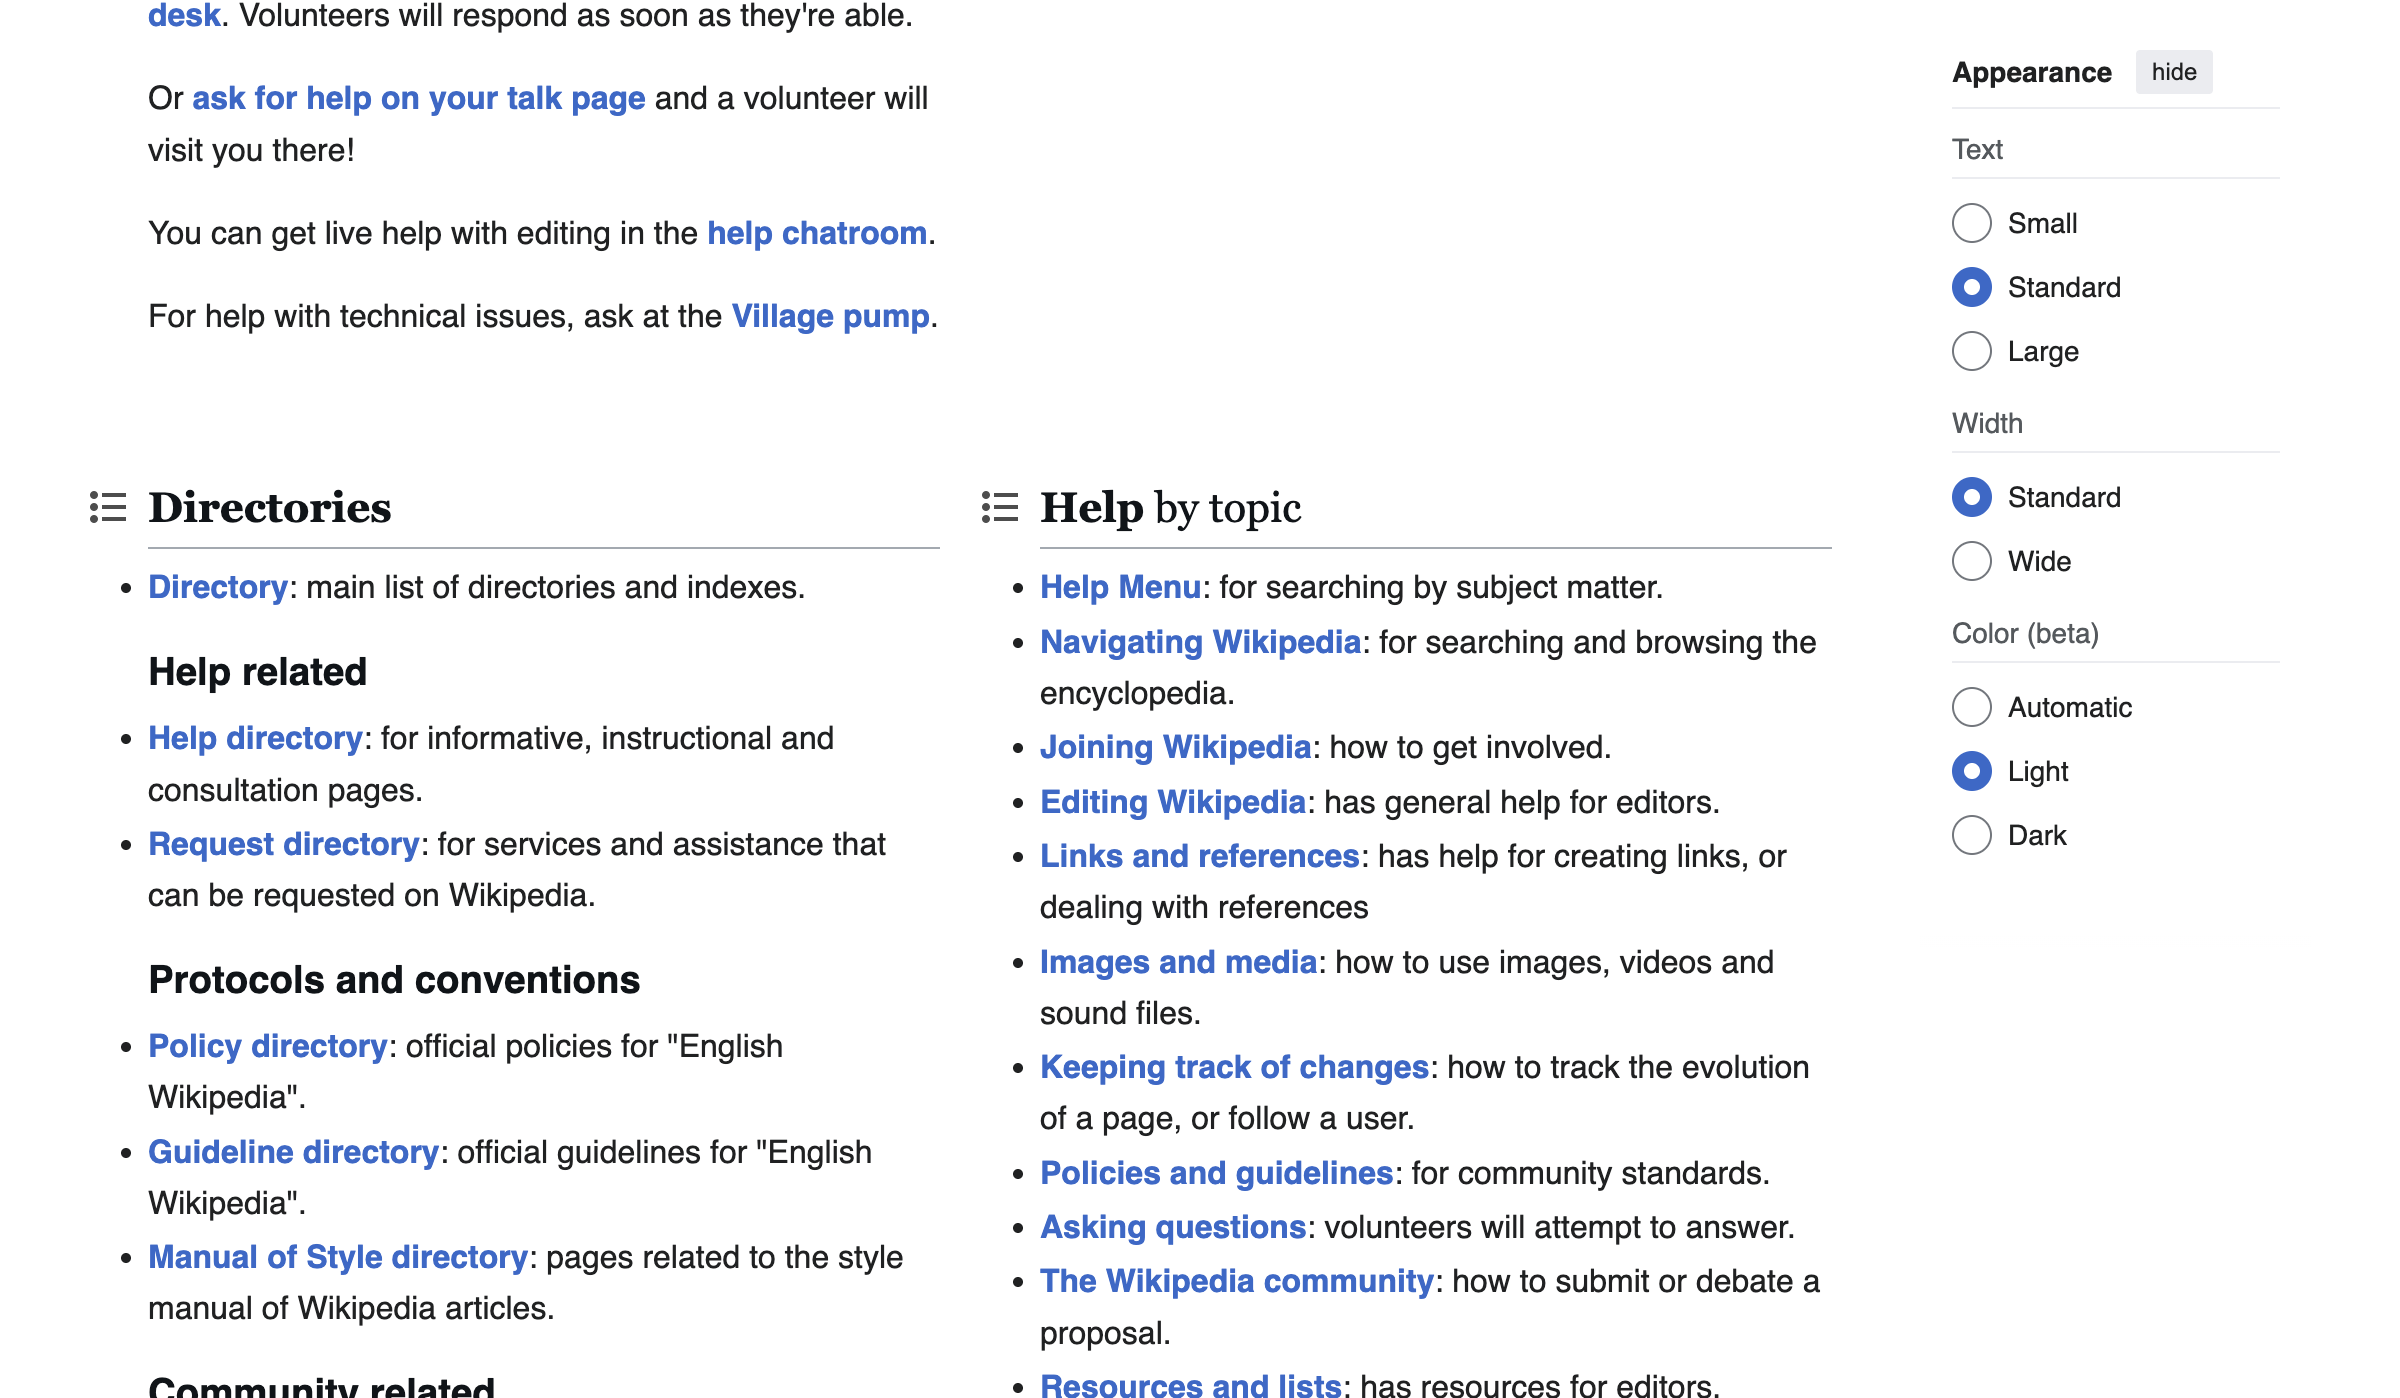 desk. Volunteers will respond as soon as they're able.
Or ask for help on your talk page and a volunteer will
visit you there!
You can get live help with editing in the help chatroom.
For help with technical issues, ask at the Village pump.
Directories
Directory: main list of directories and indexes.
Help related
Help directory: for informative, instructional and
consultation pages.
Request directory: for services and assistance that
can be requested on Wikipedia.
Protocols and conventions
Policy directory: official policies for "English
Wikipedia".
Guideline directory: official guidelines for "English
Wikipedia".
Manual of Style directory: pages related to the style
manual of Wikipedia articles.
Community related
Help by topic
Help Menu: for searching by subject matter.
Navigating Wikipedia: for searching and browsing the
encyclopedia.
Joining Wikipedia: how to get involved.
Editing Wikipedia: has general help for editors.
Links and references: has help for creating links, or
dealing with references
Images and media: how to use images, videos and
sound files.
Keeping track of changes: how to track the evolution
of a page, or follow a user.
Policies and guidelines: for community standards.
Asking questions: volunteers will attempt to answer.
The Wikipedia community: how to submit or debate a
proposal.
Resources and lists: has resources for editors.
Appearance hide
Text
Small
Standard
Large
Width
Standard
Wide
Color (beta)
Automatic
Light
Dark